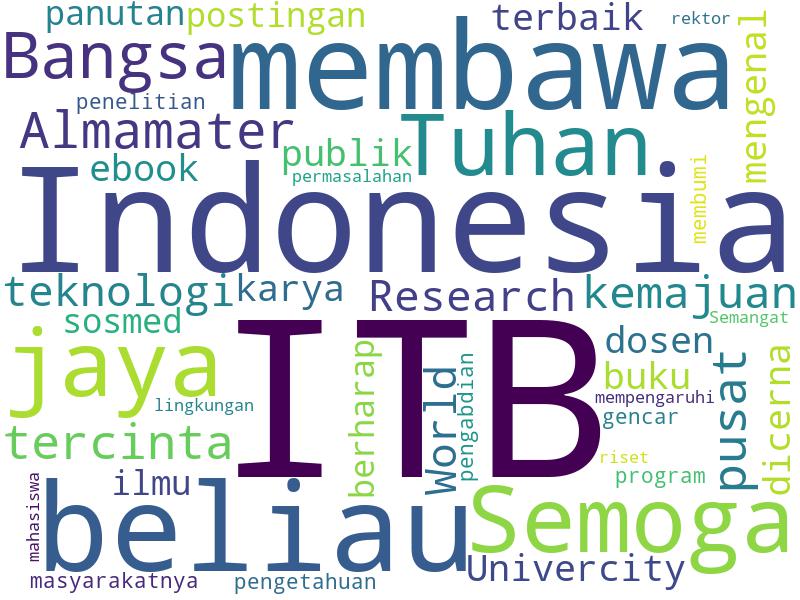 panutan
postingan
terbaik
rektor
Bangsa
membawa
mengenal
penelitian
Almamater
publik
Tuhan
ebook
permasalahan
membumi
Indonesia
teknologi
karya
Research
kemajuan
sosmed
Semangat
jaya
ITB
dosen
berharap
World
pengabdian
buku
pusat
dicerna
lingkungan
mempengaruhi
gencar
tercinta
riset
program
ilmu
mahasiswa
beliau
Semoga
Univercity
masyarakatnya
pengetahuan